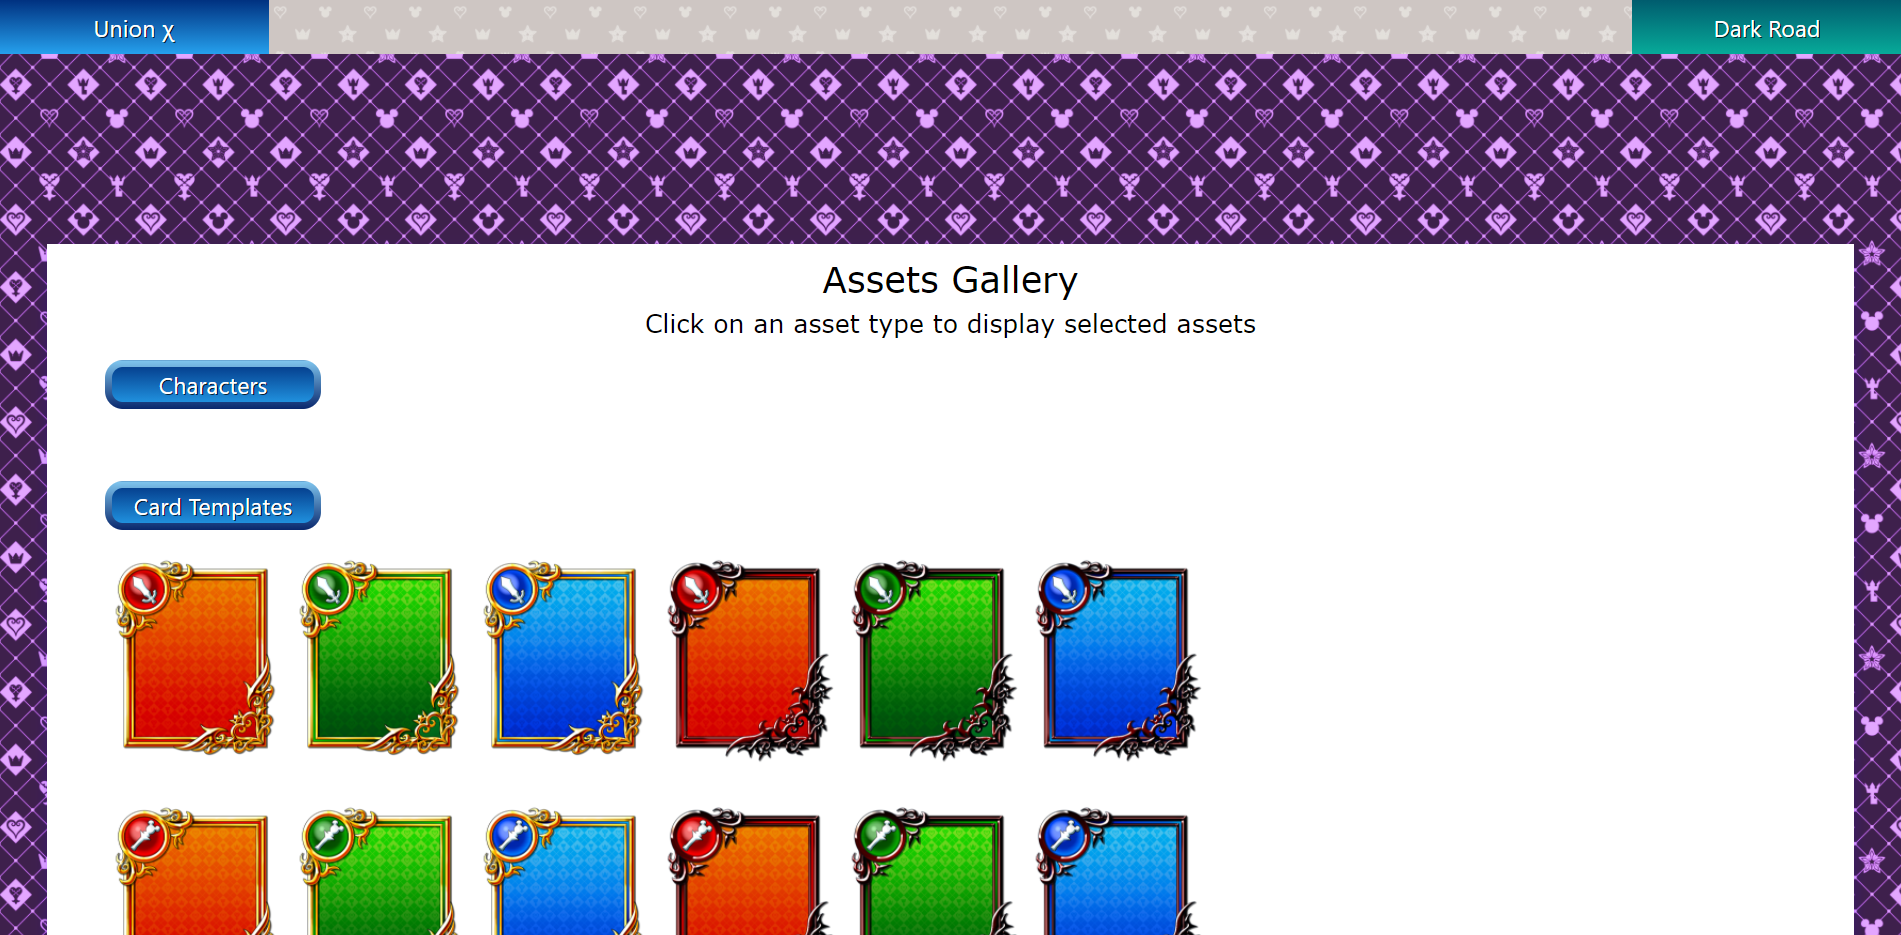 Union χ
Dark Road
Assets Gallery
Click on an asset type to display selected assets
Characters
Card Templates